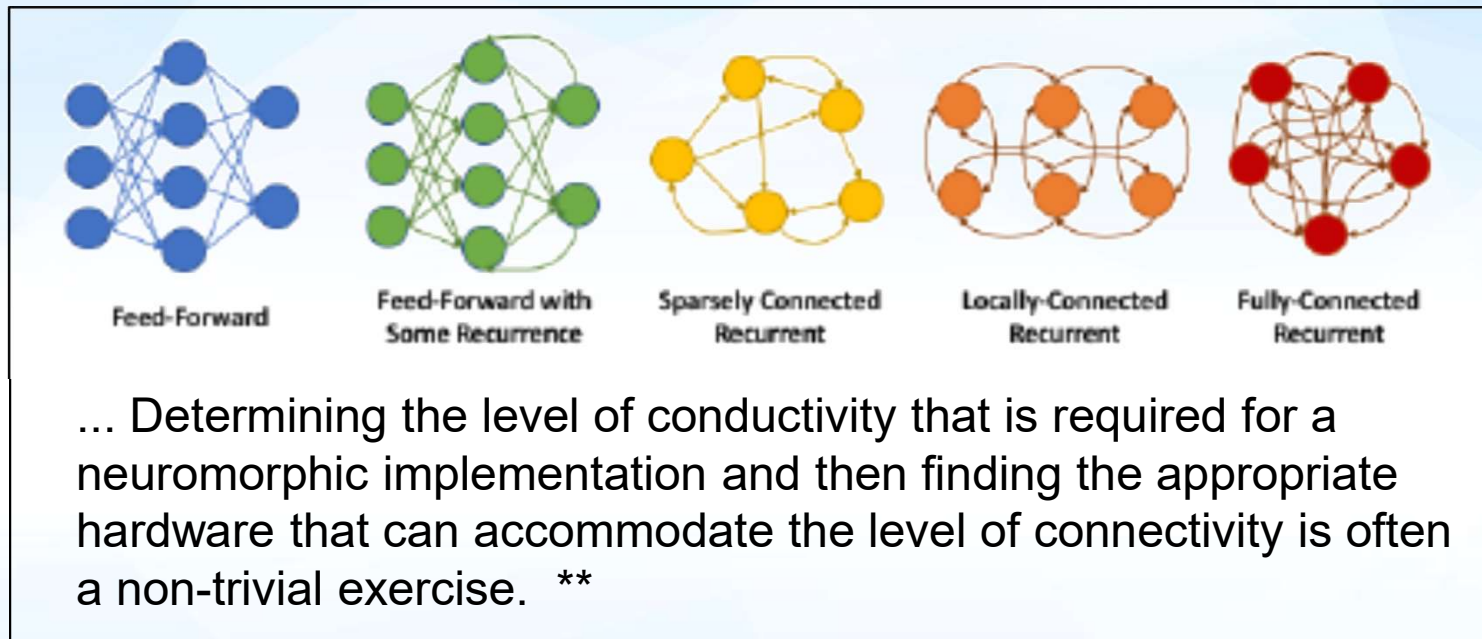 Feed-Forward
Feed-Forward with
Some Recurrence
Sparsely Connected
Recurrent
Locally-Connected
Recurrent
Fully-Connected
Recurrent
... Determining the level of conductivity that is required for a
neuromorphic implementation and then finding the appropriate
hardware that can accommodate the level of connectivity is often
a non-trivial exercise. **